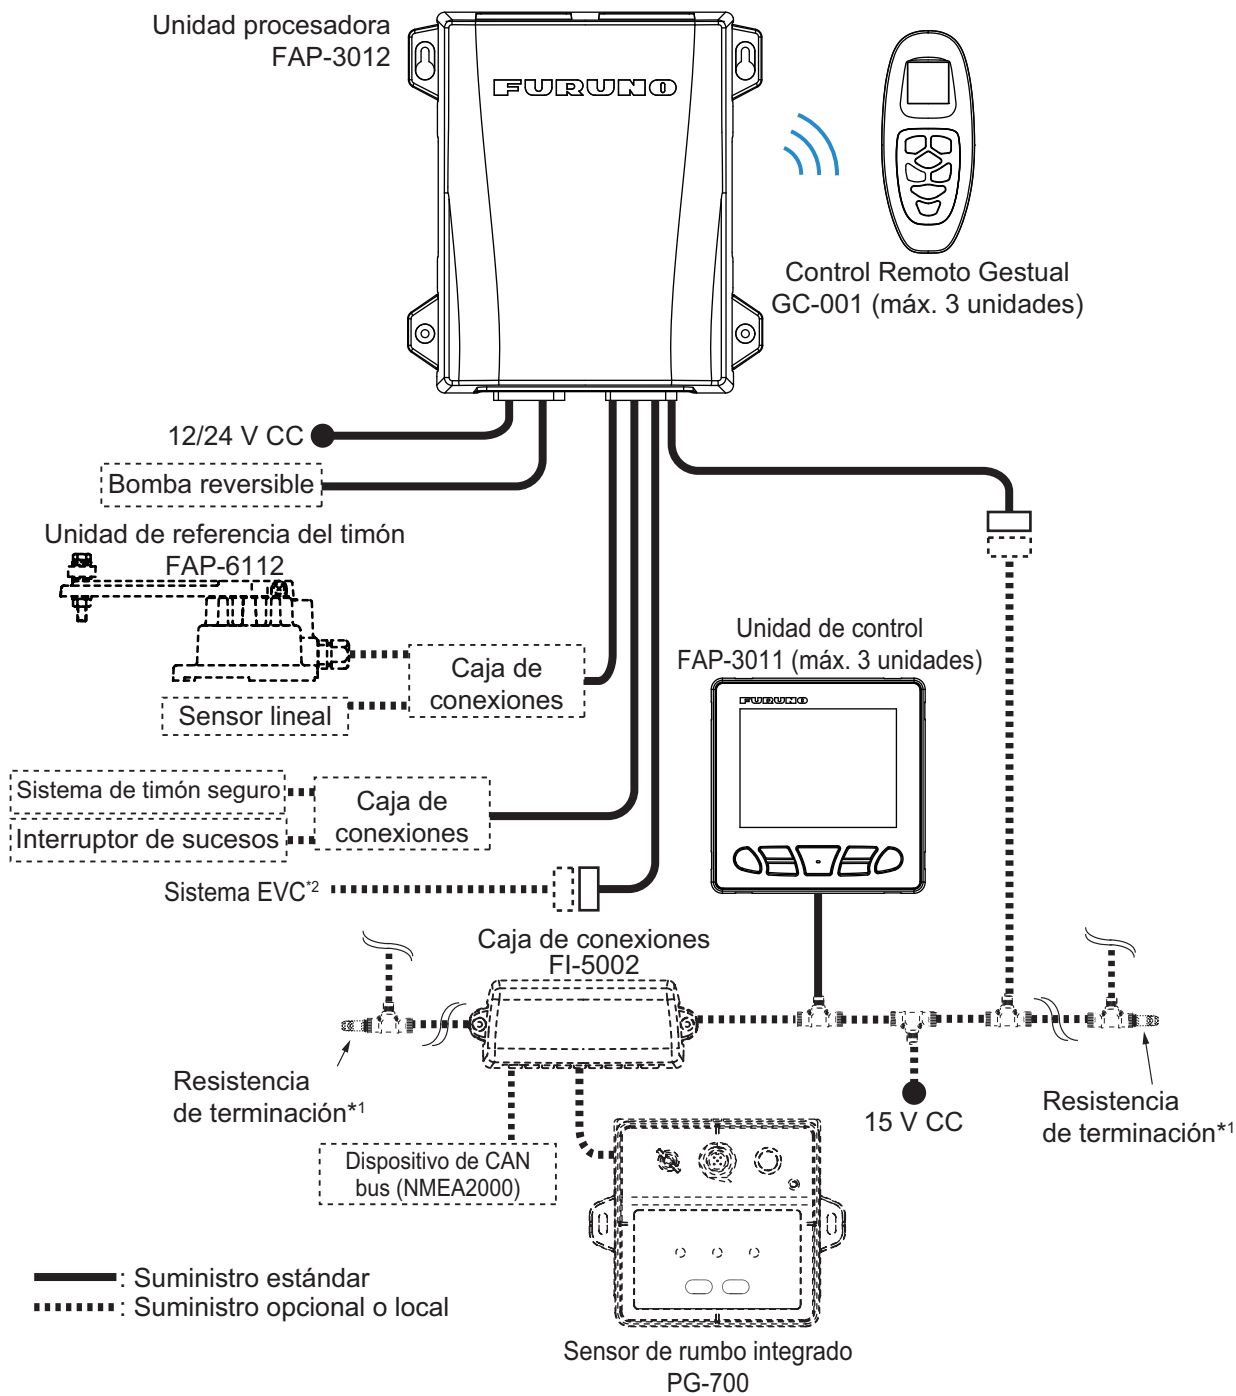 Unidad procesadora
FAP-3012
FURUNO
Control Remoto Gestual
GC-001 (máx. 3 unidades)
12/24 V CC
Bomba reversible
Unidad de referencia del timón
FAP-6112
Caja de
conexiones
Sensor lineal
Unidad de control
FAP-3011 (máx. 3 unidades)
FURUNO
Sistema de timón seguro
Interruptor de sucesos
Caja de
conexiones
Sistema EVC*2
Caja de conexiones
FI-5002
Resistencia
de terminación*1
15 V CC
Resistencia
de terminación*1
Dispositivo de CAN
bus (NMEA2000)
: Suministro estándar
: Suministro opcional o local
Sensor de rumbo integrado
PG-700